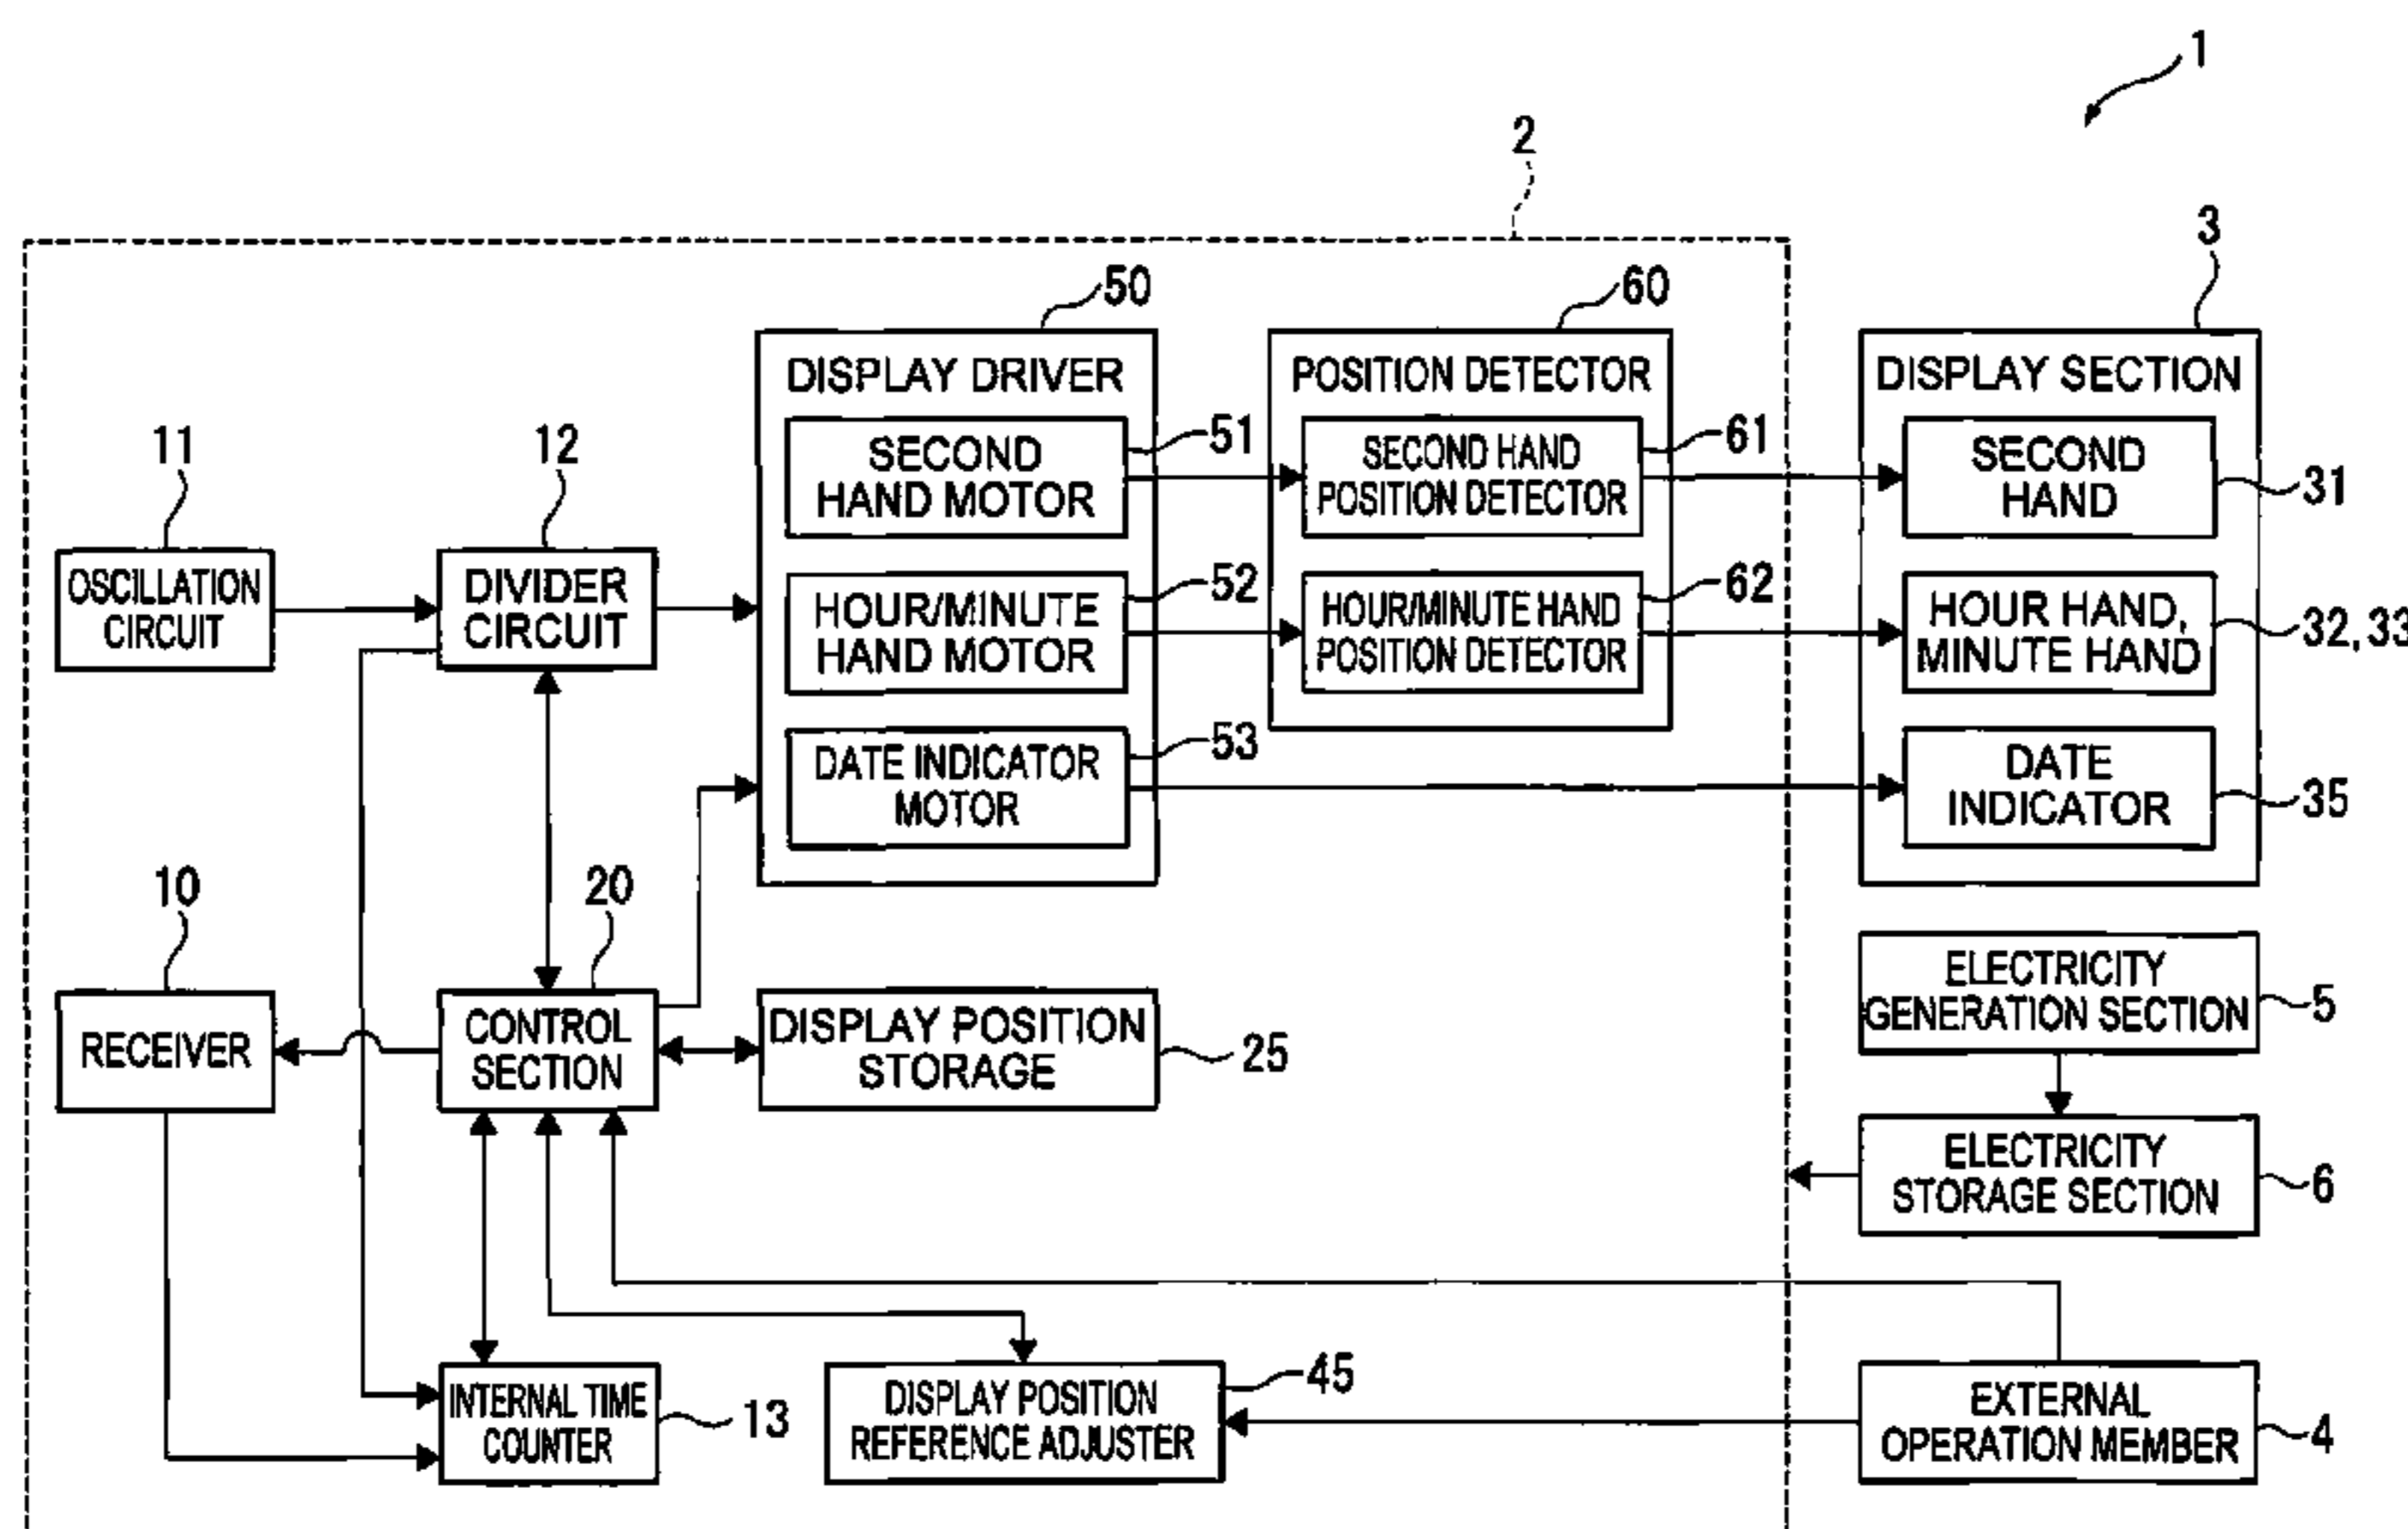 1
2
3
50
60
DISPLAY DRIVER
POSITION DETECTOR
DISPLAY SECTION
11
12
SECOND
HAND MOTOR
51
SECOND HAND
POSITION DETECTOR
61
SECOND
HAND
31
OSCILLATION
CIRCUIT
DIVIDER
CIRCUIT
HOUR/MINUTE
HAND MOTOR
52
HOUR/MINUTE HAND
POSITION DETECTOR
62
HOUR HAND,
MINUTE HAND
32,33
DATE INDICATOR
MOTOR
53
DATE
INDICATOR
35
10
20
RECEIVER
CONTROL
SECTION
DISPLAY POSITION
STORAGE
25
ELECTRICITY
GENERATION SECTION
5
ELECTRICITY
STORAGE SECTION
6
INTERNAL TIME
COUNTER
13
DISPLAY POSITION
REFERENCE ADJUSTER
45
EXTERNAL
OPERATION MEMBER
4